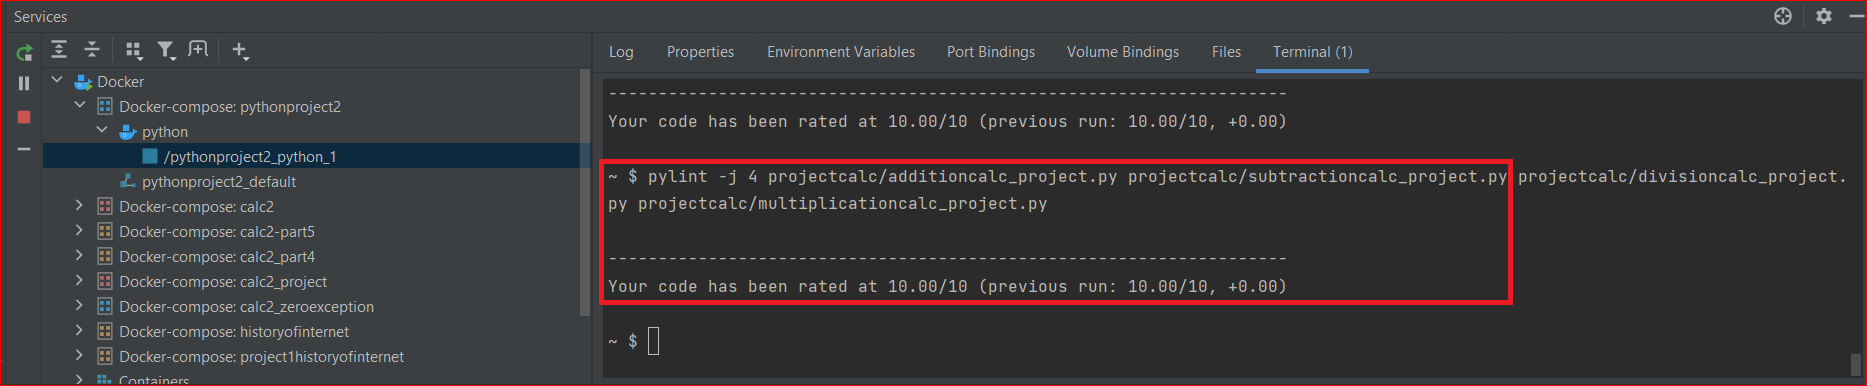 Services
Log Properties Environment Variables Port Bindings Volume Bindings Files Terminal (1)
Docker
Docker-compose: pythonproject2
python
/pythonproject2_python_1
pythonproject2_default
Docker-compose: calc2
Docker-compose: calc2-part5
Docker-compose: calc2_part4
Docker-compose: calc2_project
Docker-compose: calc2_zeroexception
Docker-compose: historyofinternet
Docker-compose: project1historyofinternet
Containers
--------------------------------------------------------------------
Your code has been rated at 10.00/10 (previous run: 10.00/10, +0.00)
~ $ pylint -j 4 projectcalc/additioncalc_project.py projectcalc/subtractioncalc_project.py projectcalc/divisioncalc_project.
py projectcalc/multiplicationcalc_project.py
--------------------------------------------------------------------
Your code has been rated at 10.00/10 (previous run: 10.00/10, +0.00)
~ $